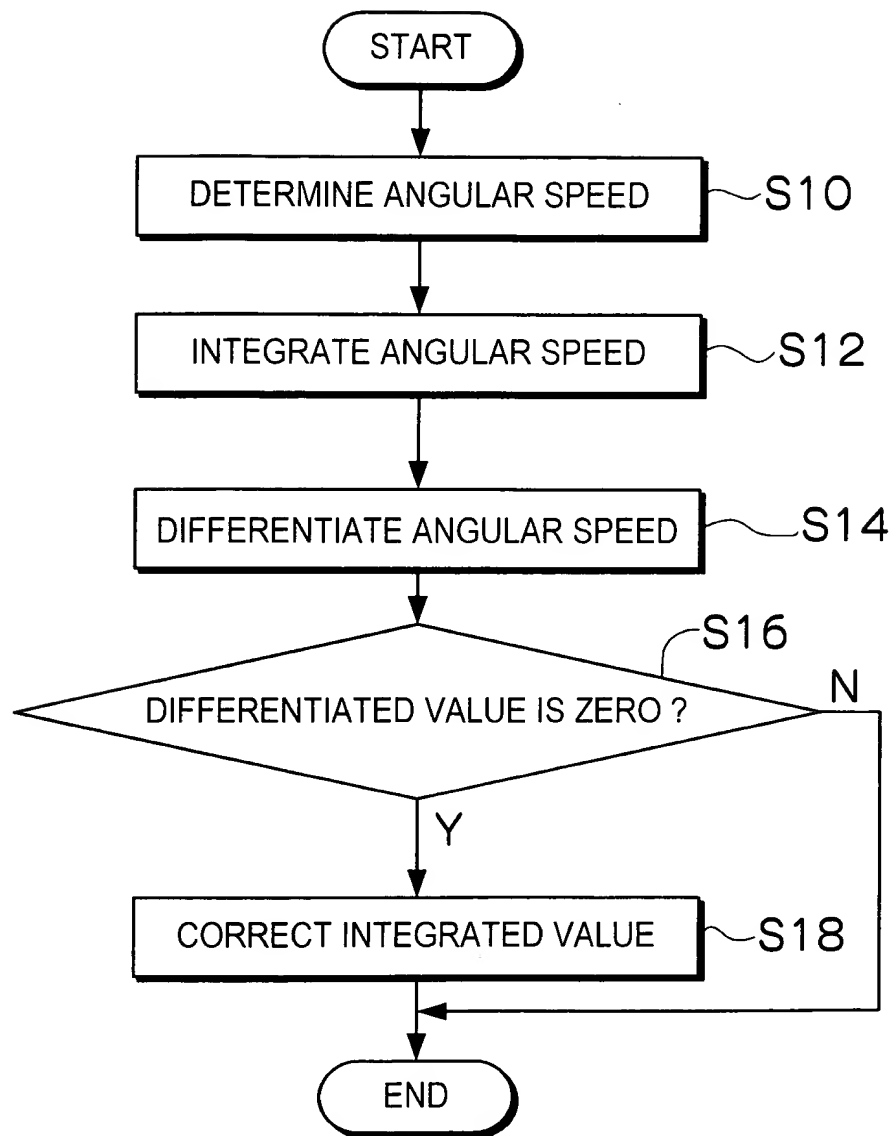 START
DETERMINE ANGULAR SPEED
S10
INTEGRATE ANGULAR SPEED
S12
DIFFERENTIATE ANGULAR SPEED
S14
S16
DIFFERENTIATED VALUE IS ZERO ?
N
Y
CORRECT INTEGRATED VALUE
S18
END